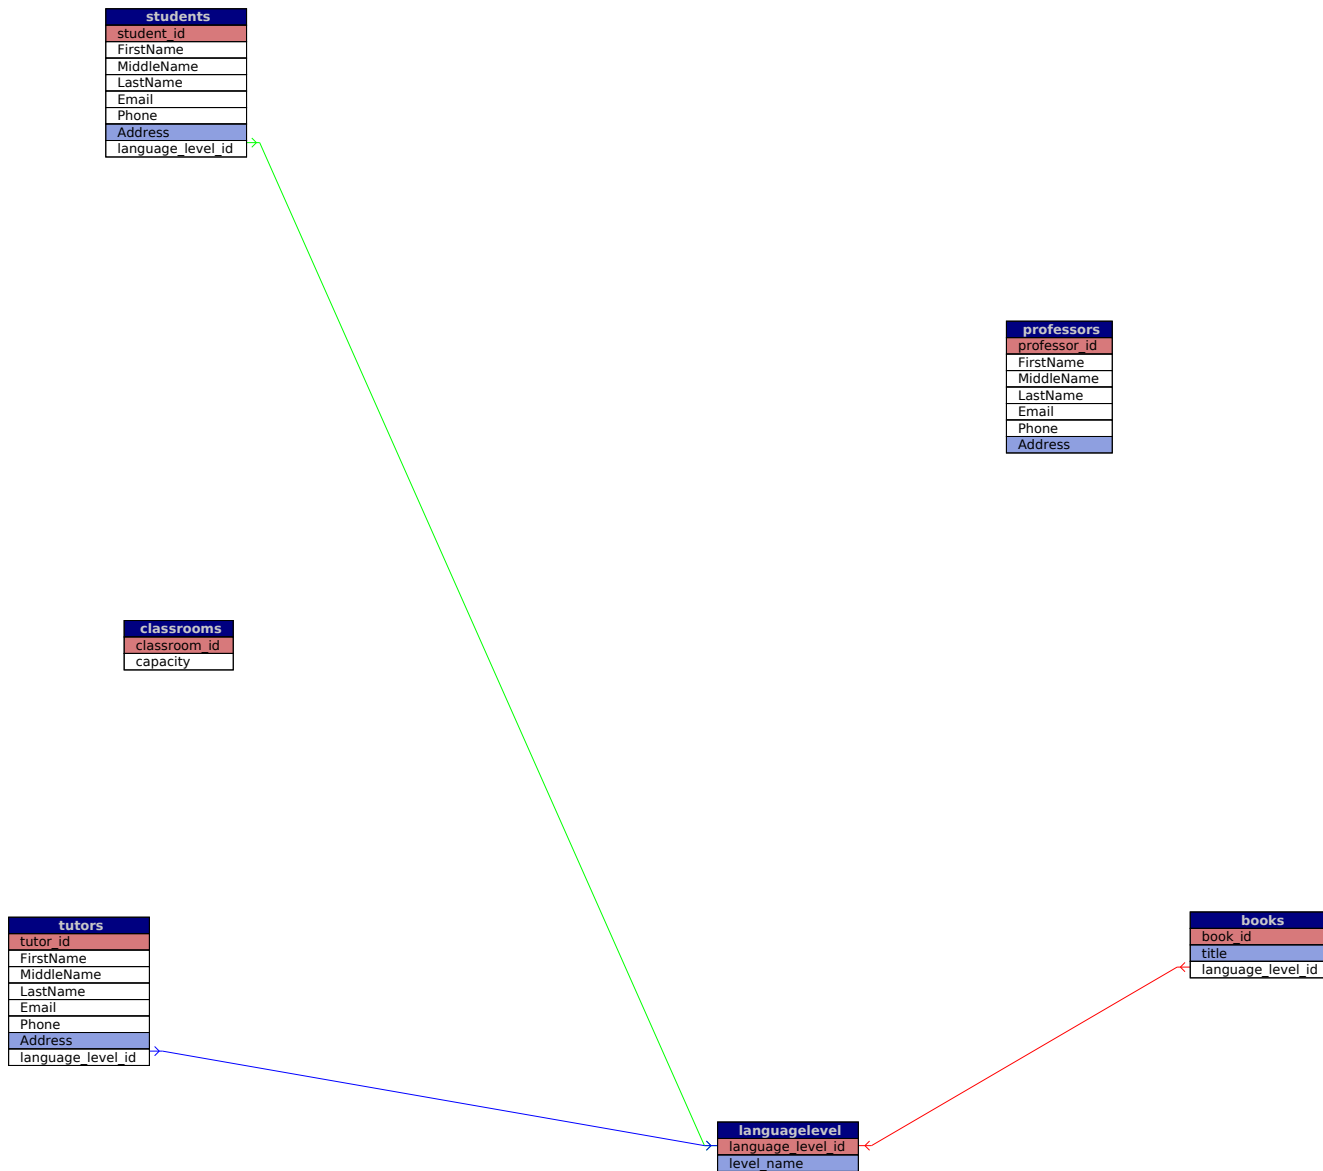 students
student_id
FirstName
MiddleName
LastName
Email
Phone
Address
language_level_id
professors
professor_id
FirstName
MiddleName
LastName
Email
Phone
Address
classrooms
classroom_id
capacity
tutors
tutor_id
FirstName
MiddleName
LastName
Email
Phone
Address
language_level_id
books
book_id
title
language_level_id
languagelevel
language_level_id
level_name